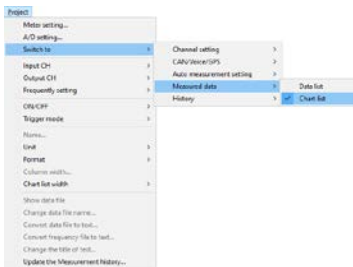 Project
Meter setting...
A/D setting...
Switch to
Input CH
Output CH
Frequently setting
ON/OFF
Trigger mode
Name...
Unit
Format
Column width...
Chart list width
Show data file
Change data file name...
Convert data file to text...
Convert frequency file to text...
Change the title of test...
Update the Measurement history...
Channel setting
CAN/Voice/GPS
Auto measurement setting
Measured data
History
Data list
Chart list